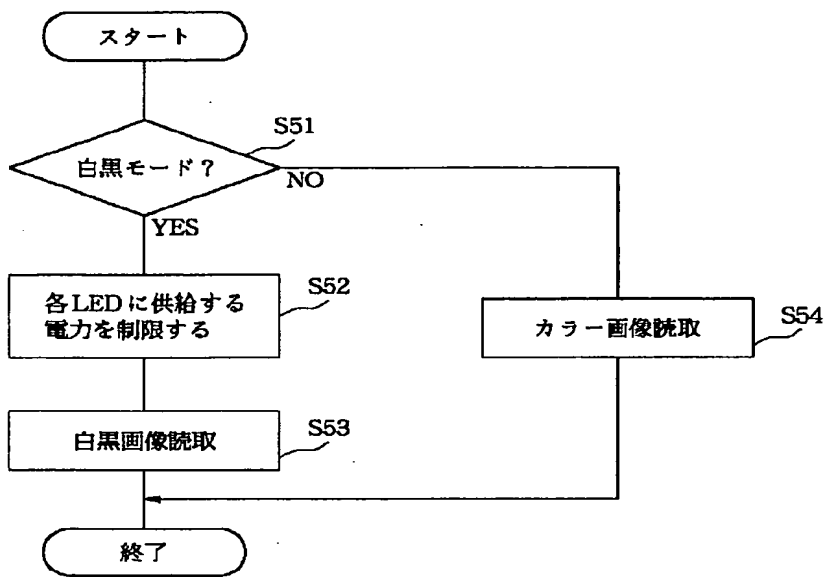 スタート
S51
白黒モード？
NO
YES
各LEDに供給する
電力を制限する
S52
カラー画像読取
S54
白黒画像読取
S53
終了